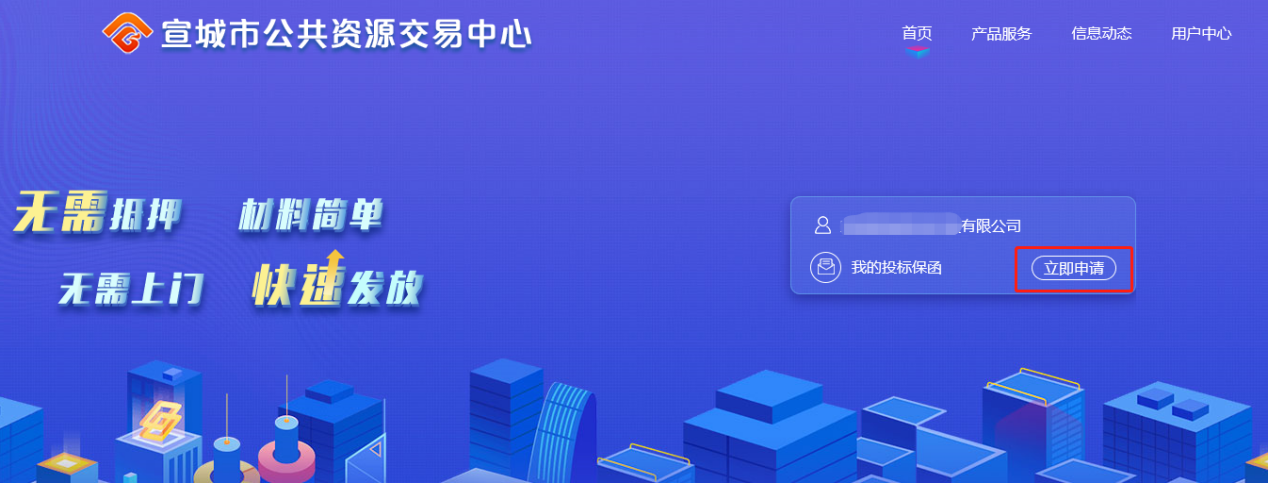 宣城市公共资源交易中心
首页 产品服务 信息动态 用户中心
无需抵押 材料简单
无需上门 快速发放
有限公司
我的投标保函 立即申请